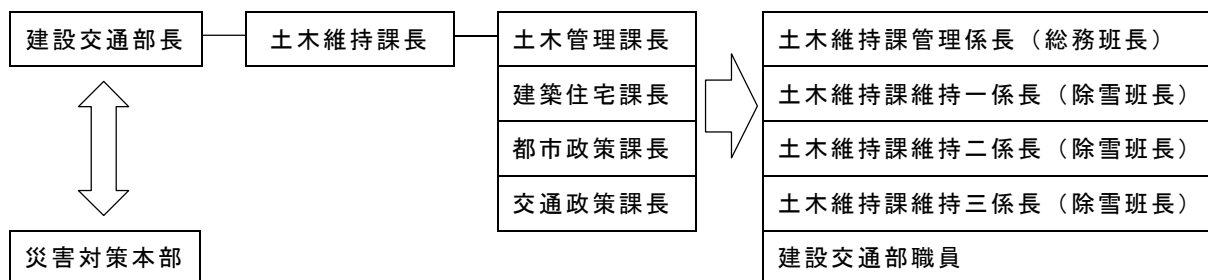 建設交通部長
土木維持課長
土木管理課長
建築住宅課長
都市政策課長
交通政策課長
土木維持課管理係長（総務班長）
土木維持課維持一係長（除雪班長）
土木維持課維持二係長（除雪班長）
土木維持課維持三係長（除雪班長）
建設交通部職員
災害対策本部